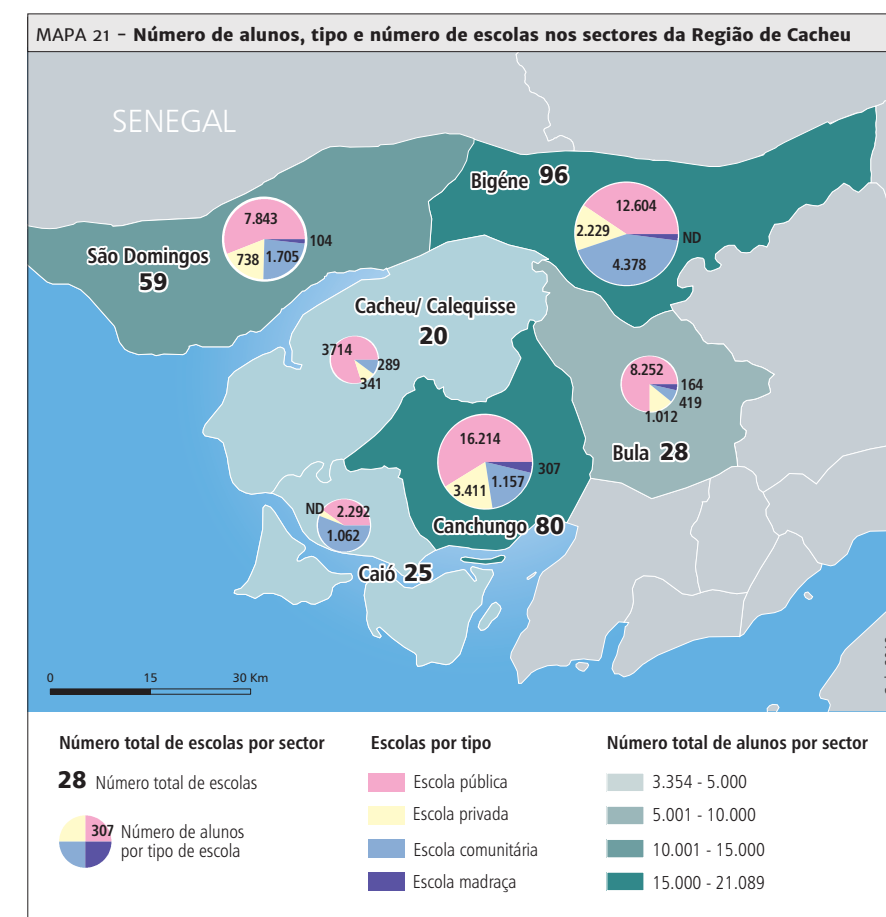 MAPA 21 – Número de alunos, tipo e número de escolas nos sectores da Região de Cacheu
SENEGAL
Bigéne 96
12.604
2.229
ND
4.378
7.843
104
738
1.705
São Domingos
59
Cacheu/ Calequisse
20
3714
289
341
8.252
164
419
1.012
Bula 28
16.214
307
3.411
1.157
Canchungo 80
ND
2.292
1.062
Caió 25
0 15 30 Km
Número total de escolas por sector
28 Número total de escolas
307 Número de alunos
por tipo de escola
Escolas por tipo
Escola pública
Escola privada
Escola comunitária
Escola madraça
Número total de alunos por sector
3.354 - 5.000
5.001 - 10.000
10.001 - 15.000
15.000 - 21.089